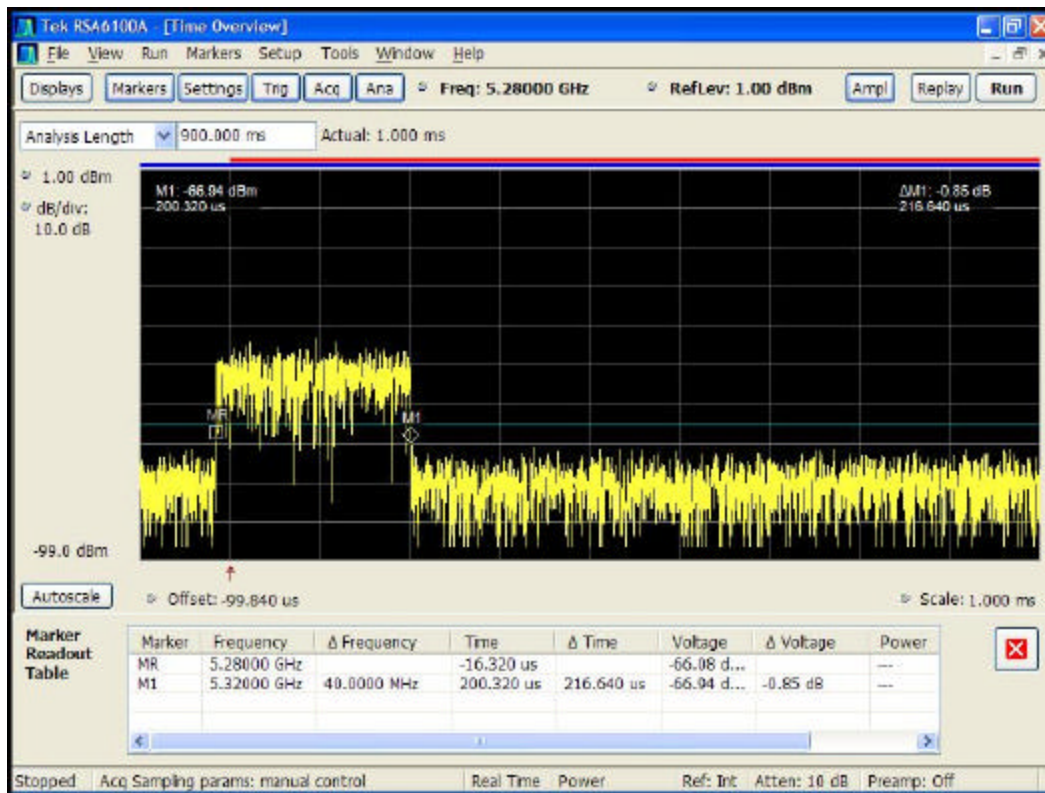 Tek RSA6100A - [Time Overview]
File View Run Markers Setup Tools Window Help
Displays Markers Settings Trig Acq Ana Freq: 5.28000 GHz RefLev: 1.00 dBm Ampl Replay Run
Analysis Length 900.000 ms Actual: 1.000 ms
1.00 dBm
dB/div:
10.0 dB
M1: -66.94 dBm
200.320 us
ΔM1: -0.85 dB
216.640 us
MR
M1
-99.0 dBm
Autoscale Offset: -99.840 us Scale: 1.000 ms
Marker
Readout
Table
Marker Frequency Δ Frequency Time Δ Time Voltage Δ Voltage Power
MR 5.28000 GHz -16.320 us -66.08 d... ---
M1 5.32000 GHz 40.0000 MHz 200.320 us 216.640 us -66.94 d... -0.85 dB ---
Stopped Acq Sampling params: manual control Real Time Power Ref: Int Atten: 10 dB Preamp: Off